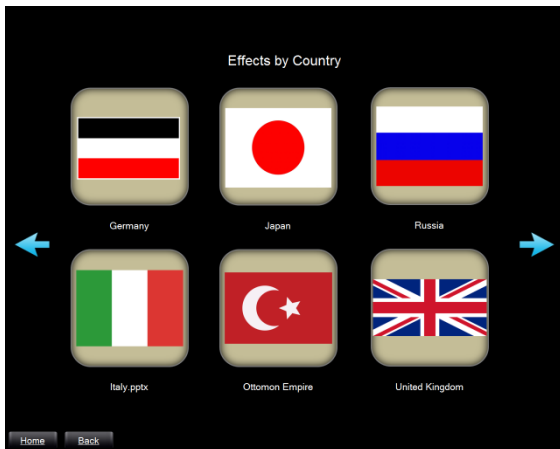 Effects by Country
Germany
Japan
Russia
Italy.pptx
Ottomon Empire
United Kingdom
Home
Back